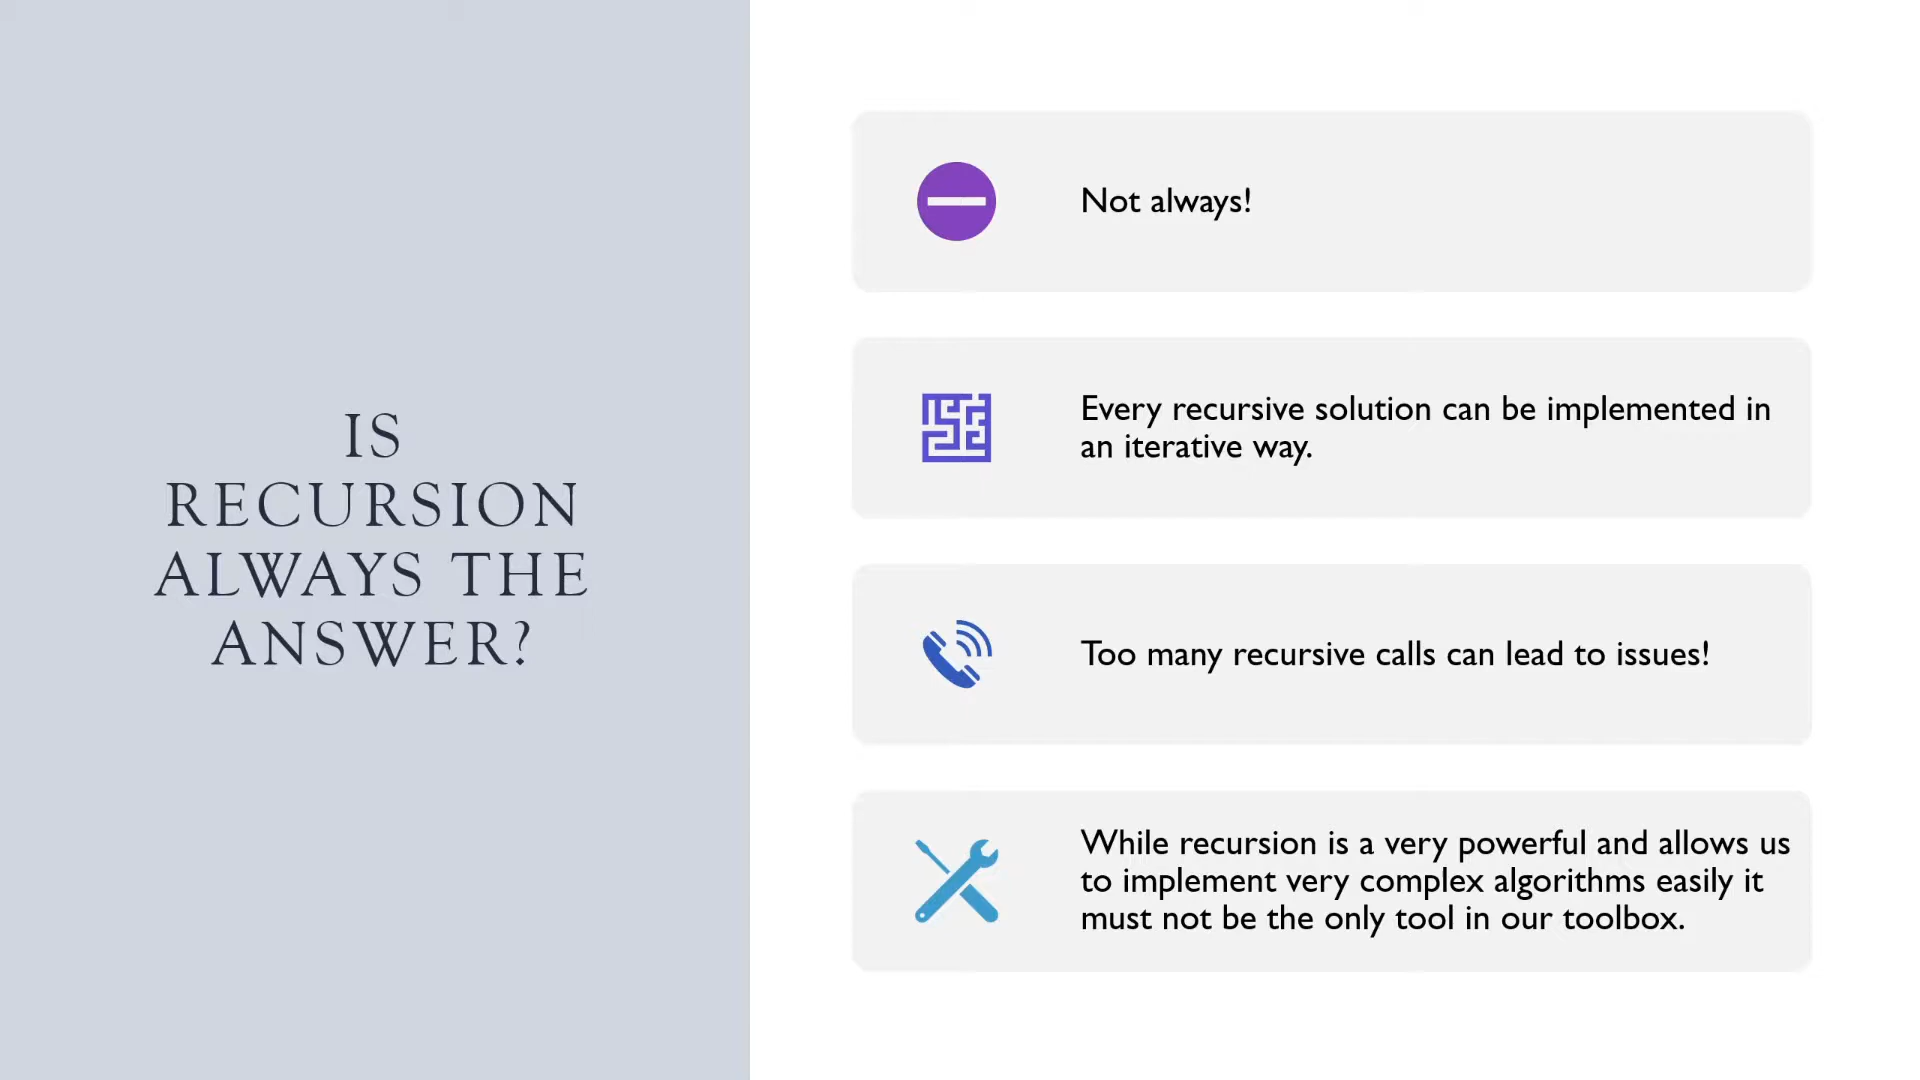 IS
RECURSION
ALWAYS THE
ANSWER?
Not always!
Every recursive solution can be implemented in
an iterative way.
Too many recursive calls can lead to issues!
While recursion is a very powerful and allows us
to implement very complex algorithms easily it
must not be the only tool in our toolbox.